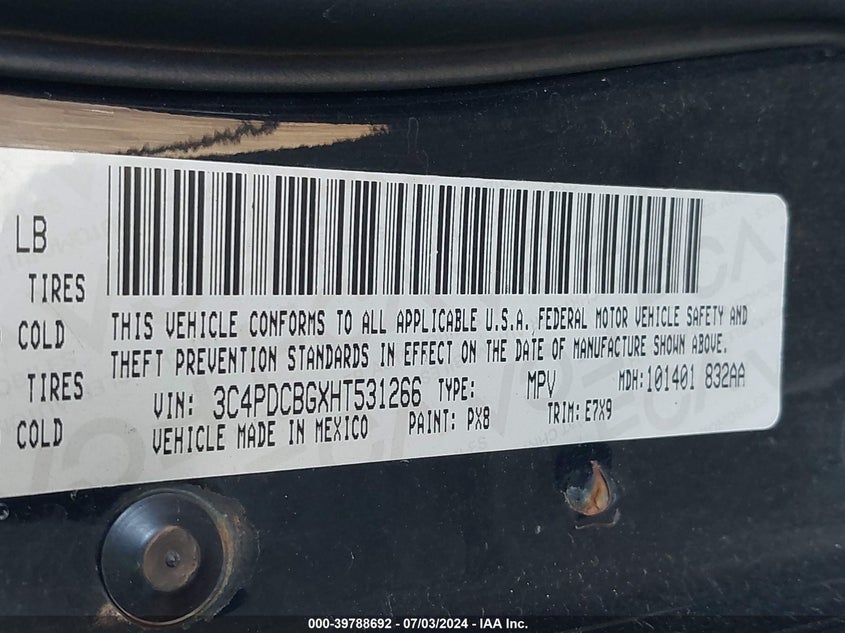 LB
TIRES
COLD
TIRES
COLD
THIS VEHICLE CONFORMS TO ALL APPLICABLE U.S.A. FEDERAL MOTOR VEHICLE SAFETY AND
THEFT PREVENTION STANDARDS IN EFFECT ON THE DATE OF MANUFACTURE SHOWN ABOVE.
VIN: 3C4PDCBGXHT531266 TYPE: MPV MDH:101401 832AA
VEHICLE MADE IN MEXICO PAINT: PX8 TRIM:E7X9
000-39788692 - 07/03/2024 - IAA Inc.